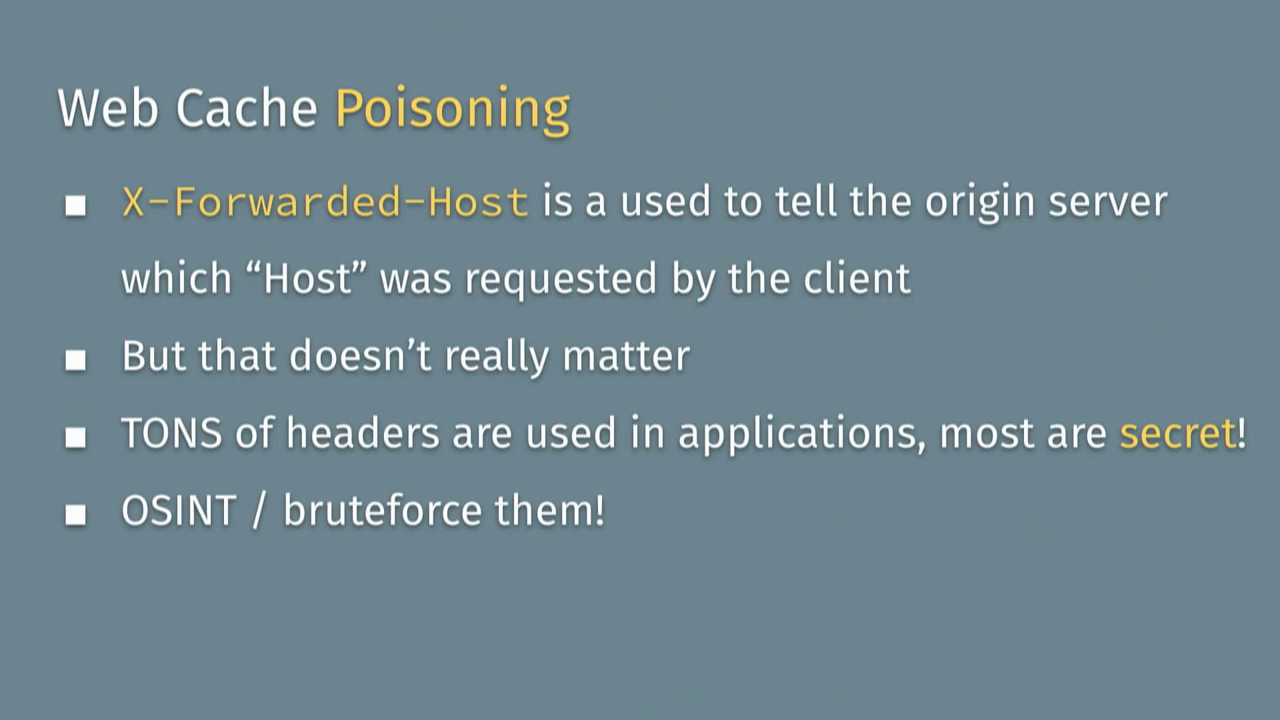 Web Cache Poisoning
▪ X-Forwarded-Host is a used to tell the origin server
which “Host” was requested by the client
▪ But that doesn’t really matter
▪ TONS of headers are used in applications, most are secret!
▪ OSINT / bruteforce them!